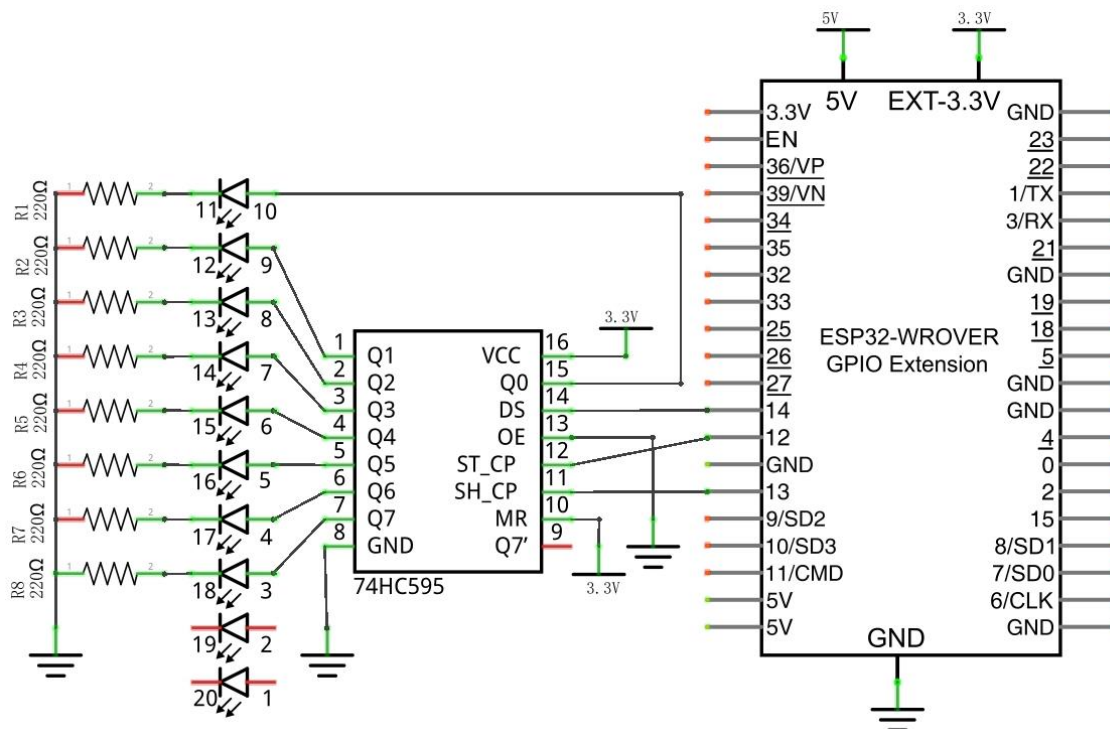 5V
3.3V
5V
EXT-3.3V
3.3V
EN
36/VP
39/VN
34
35
32
33
25
26
27
14
12
GND
13
9/SD2
10/SD3
11/CMD
5V
5V
ESP32-WROVER
GPIO Extension
GND
23
22
1/TX
3/RX
21
GND
19
18
5
GND
GND
4
0
2
15
8/SD1
7/SD0
6/CLK
GND
GND
R1 220Ω
1 2
11 10
R2 220Ω
1 2
12 9
R3 220Ω
1 2
13 8
R4 220Ω
1 2
14 7
R5 220Ω
1 2
15 6
R6 220Ω
1 2
16 5
R7 220Ω
1 2
17 4
R8 220Ω
1 2
18 3
19 2
20 1
3.3V
1 Q1 VCC 16
2 Q2 Q0 15
3 Q3 DS 14
4 Q4 OE 13
5 Q5 ST_CP 12
6 Q6 SH_CP 11
7 Q7 MR 10
8 GND Q7' 9
74HC595
3.3V